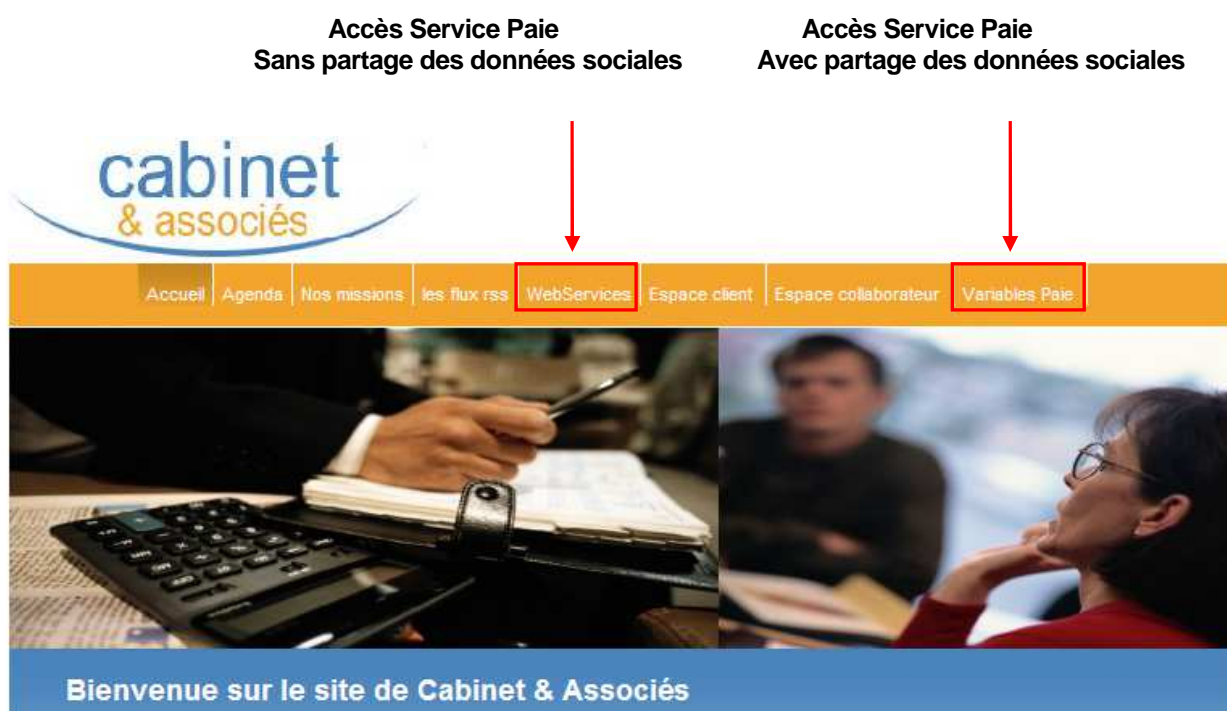 Accès Service Paie
Sans partage des données sociales
Accès Service Paie
Avec partage des données sociales
cabinet
& associés
Accueil
Agenda
Nos missions
les flux rss
WebServices
Espace client
Espace collaborateur
Variables Paie
Bienvenue sur le site de Cabinet & Associés